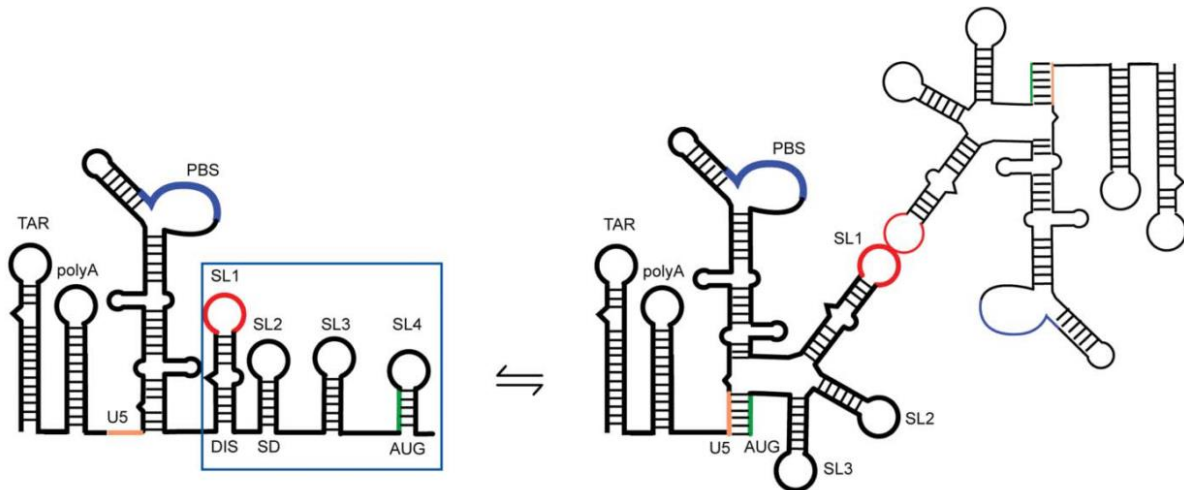 PBS
TAR
polyA
SL1
SL2
SL3
SL4
U5
DIS
SD
AUG
PBS
TAR
polyA
SL1
U5
AUG
SL2
SL3